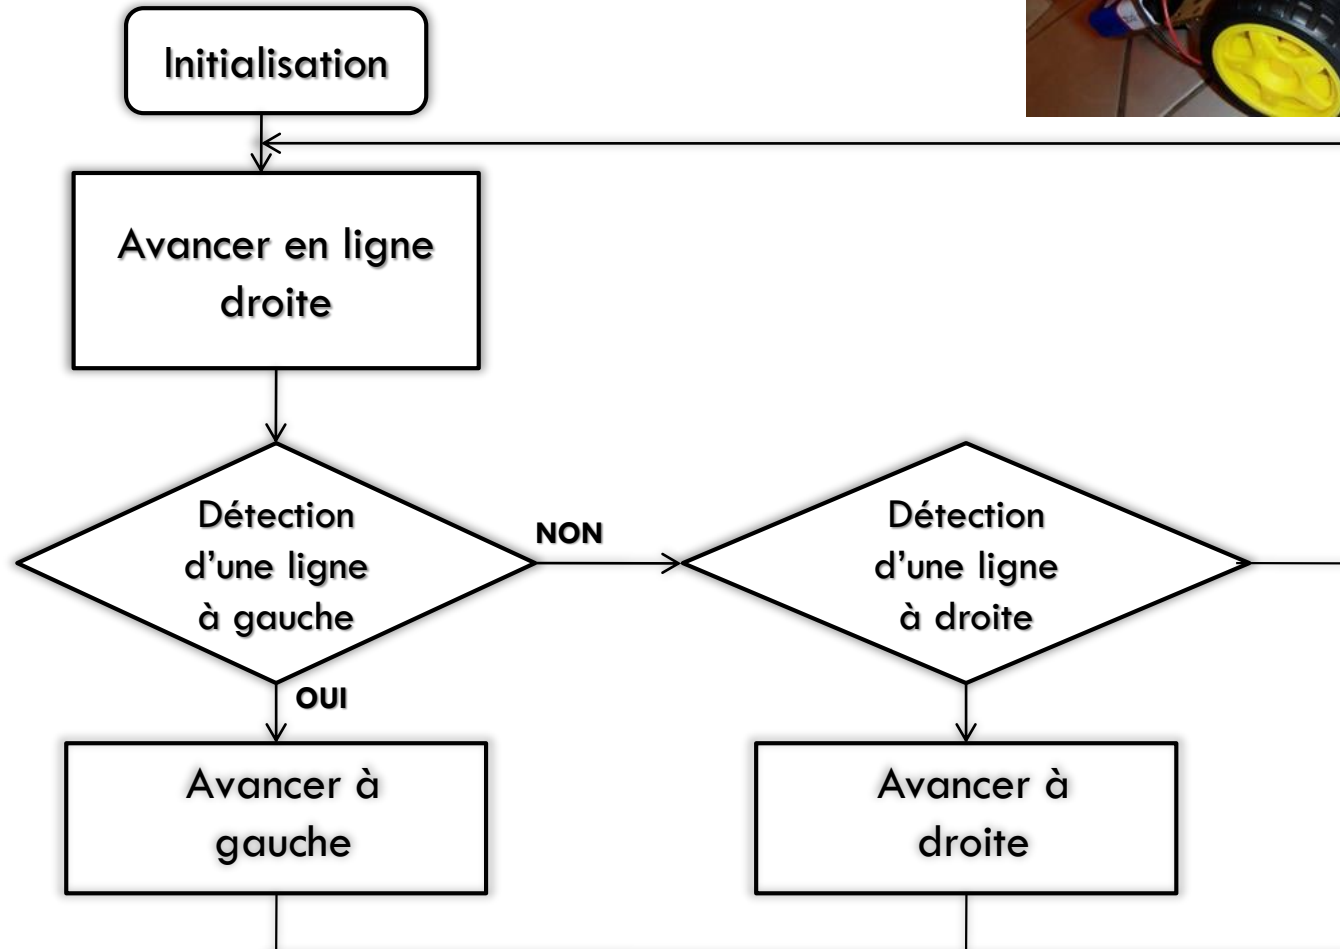 Initialisation
Avancer en ligne
droite
Détection
d’une ligne
à gauche
NON
Détection
d’une ligne
à droite
OUI
Avancer à
gauche
Avancer à
droite